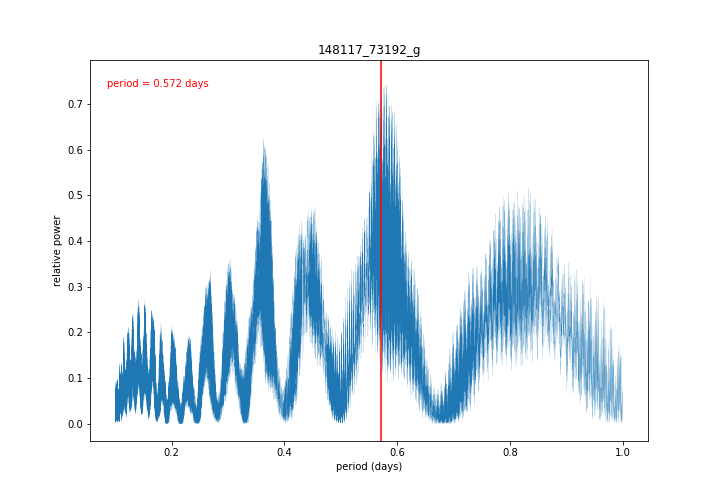 148117_73192_g
period = 0.572 days
relative power
0.7
0.6
0.5
0.4
0.3
0.2
0.1
0.0
0.2 0.4 0.6 0.8 1.0
period (days)